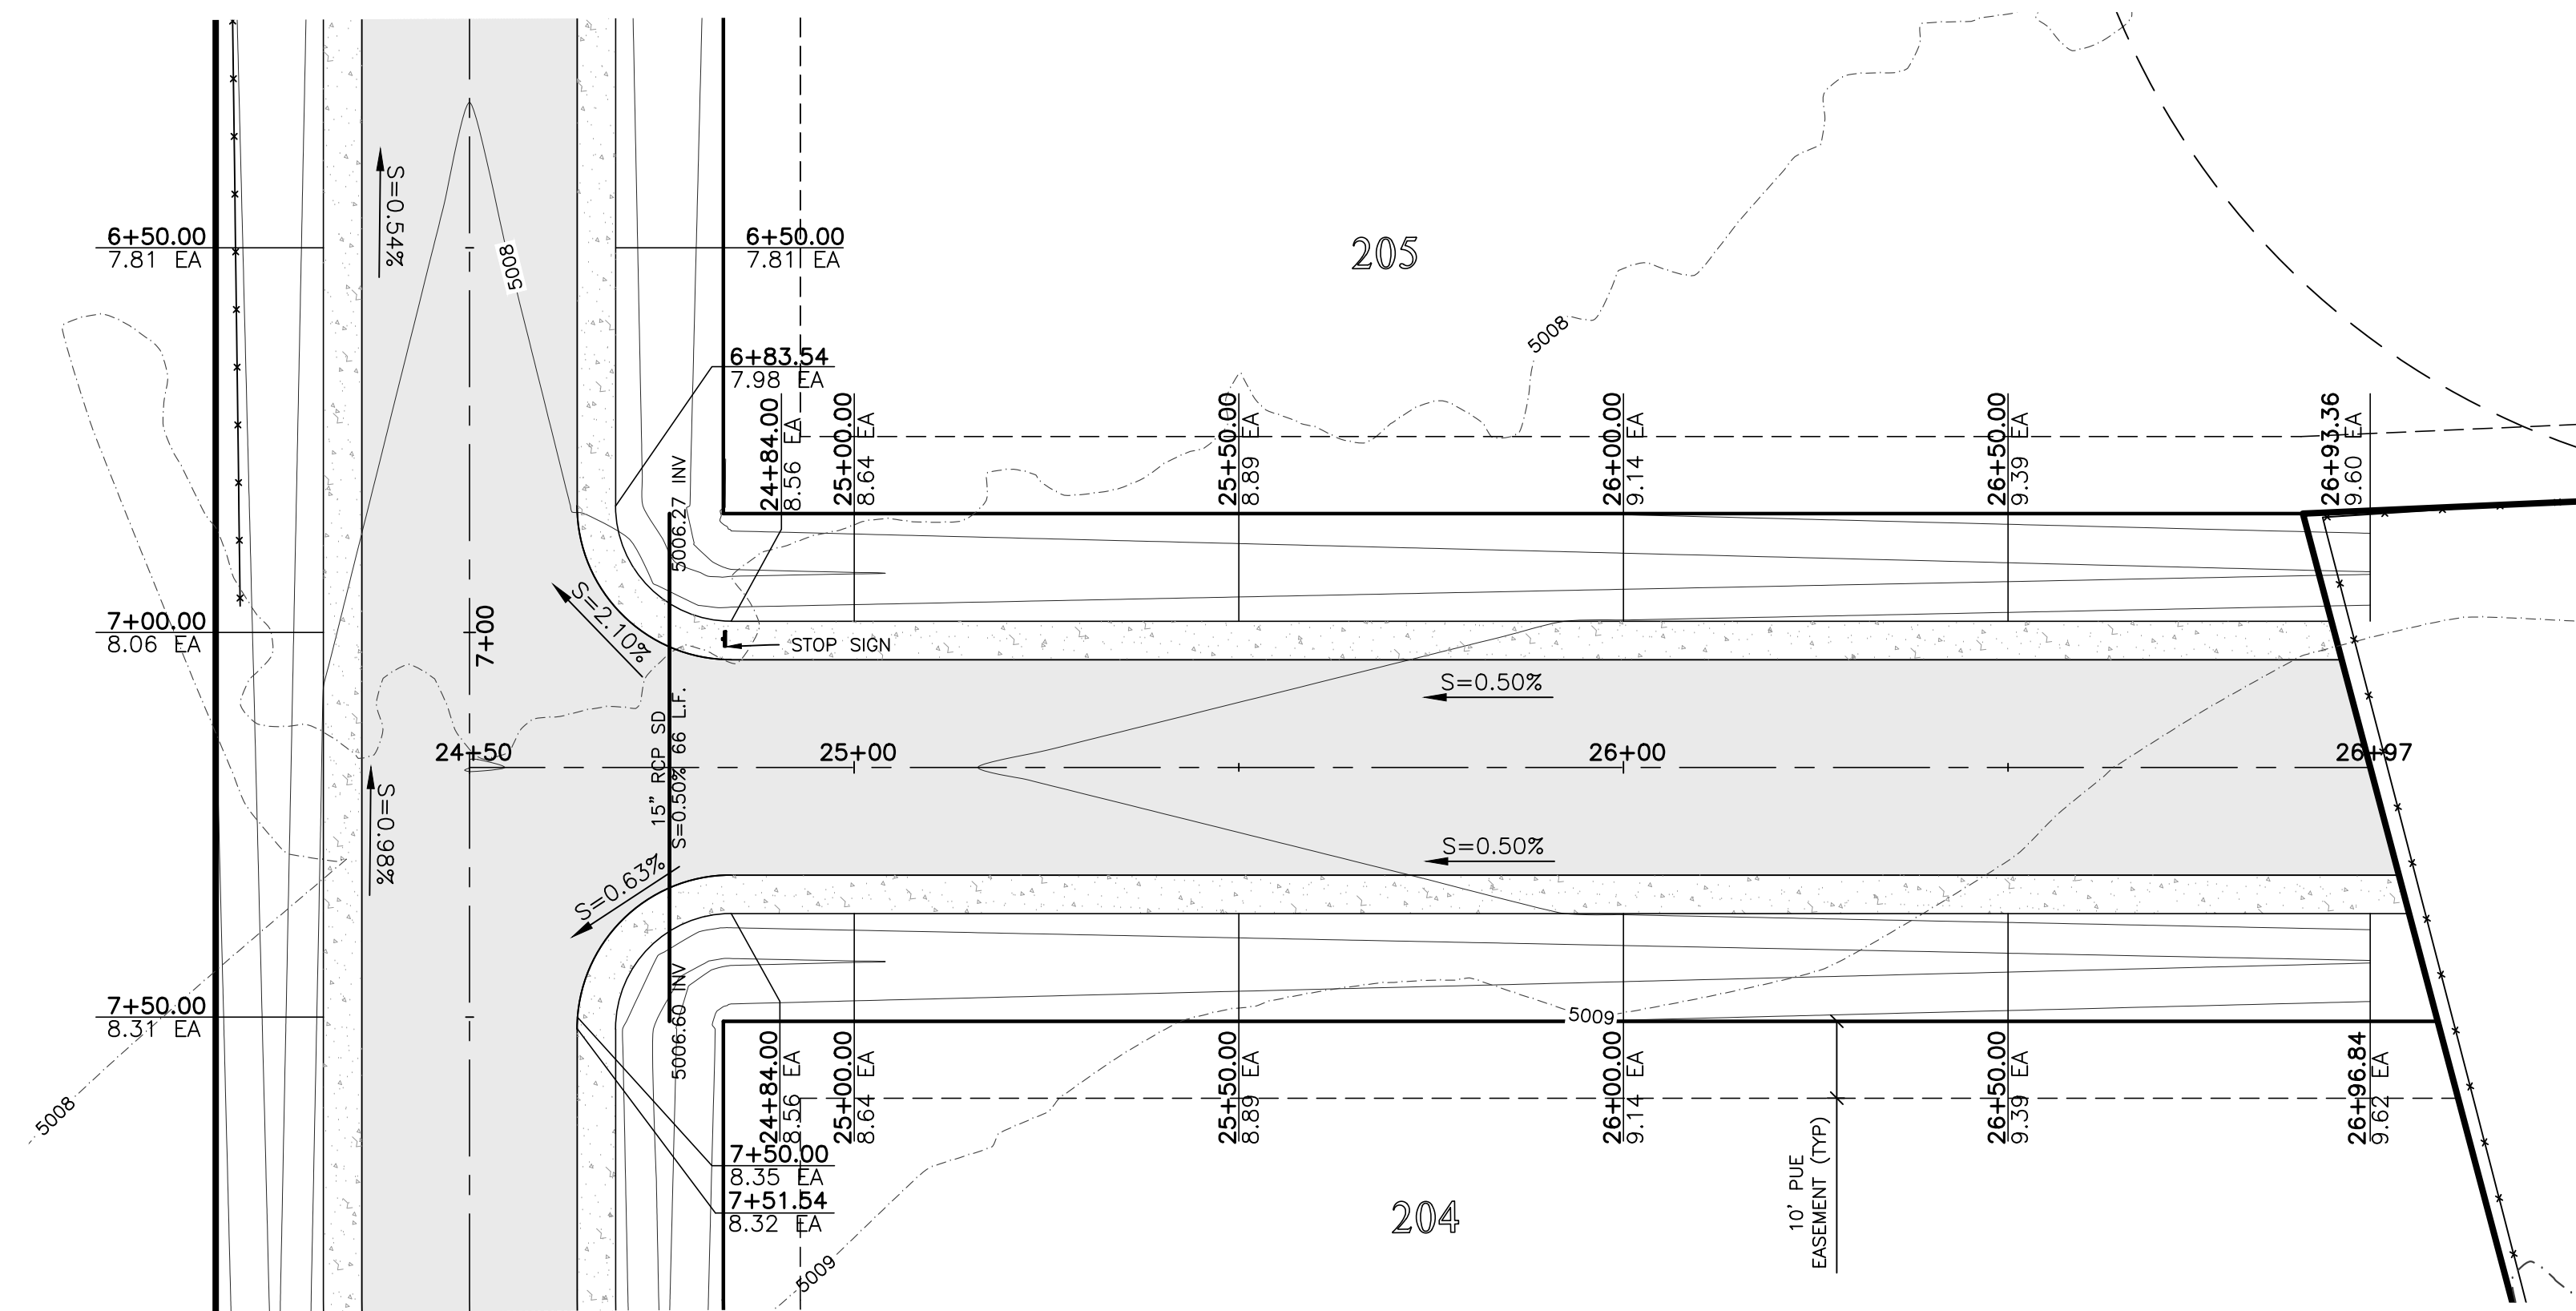 S=0.54%
6+50.00
7.81 EA
5008
6+50.00
7.81 EA
205
6+83.54
7.98 EA
5008
24+84.00
8.56 EA
25+00.00
8.64 EA
25+50.00
8.89 EA
26+00.00
9.14 EA
26+50.00
9.39 EA
26+93.36
9.60 EA
5006.27 INV
S=2.10%
7+00.00
8.06 EA
7+00
STOP SIGN
S=0.50%
15" RCP SD
S=0.50% 66 L.F.
24+50
25+00
26+00
26+97
S=0.98%
S=0.63%
S=0.50%
7+50.00
8.31 EA
5006.60 INV
5009
24+84.00
8.56 EA
25+00.00
8.64 EA
25+50.00
8.89 EA
26+00.00
9.14 EA
26+50.00
9.39 EA
26+96.84
9.62 EA
5008
7+50.00
8.35 EA
7+51.54
8.32 EA
10' PUE
EASEMENT (TYP)
204
5009